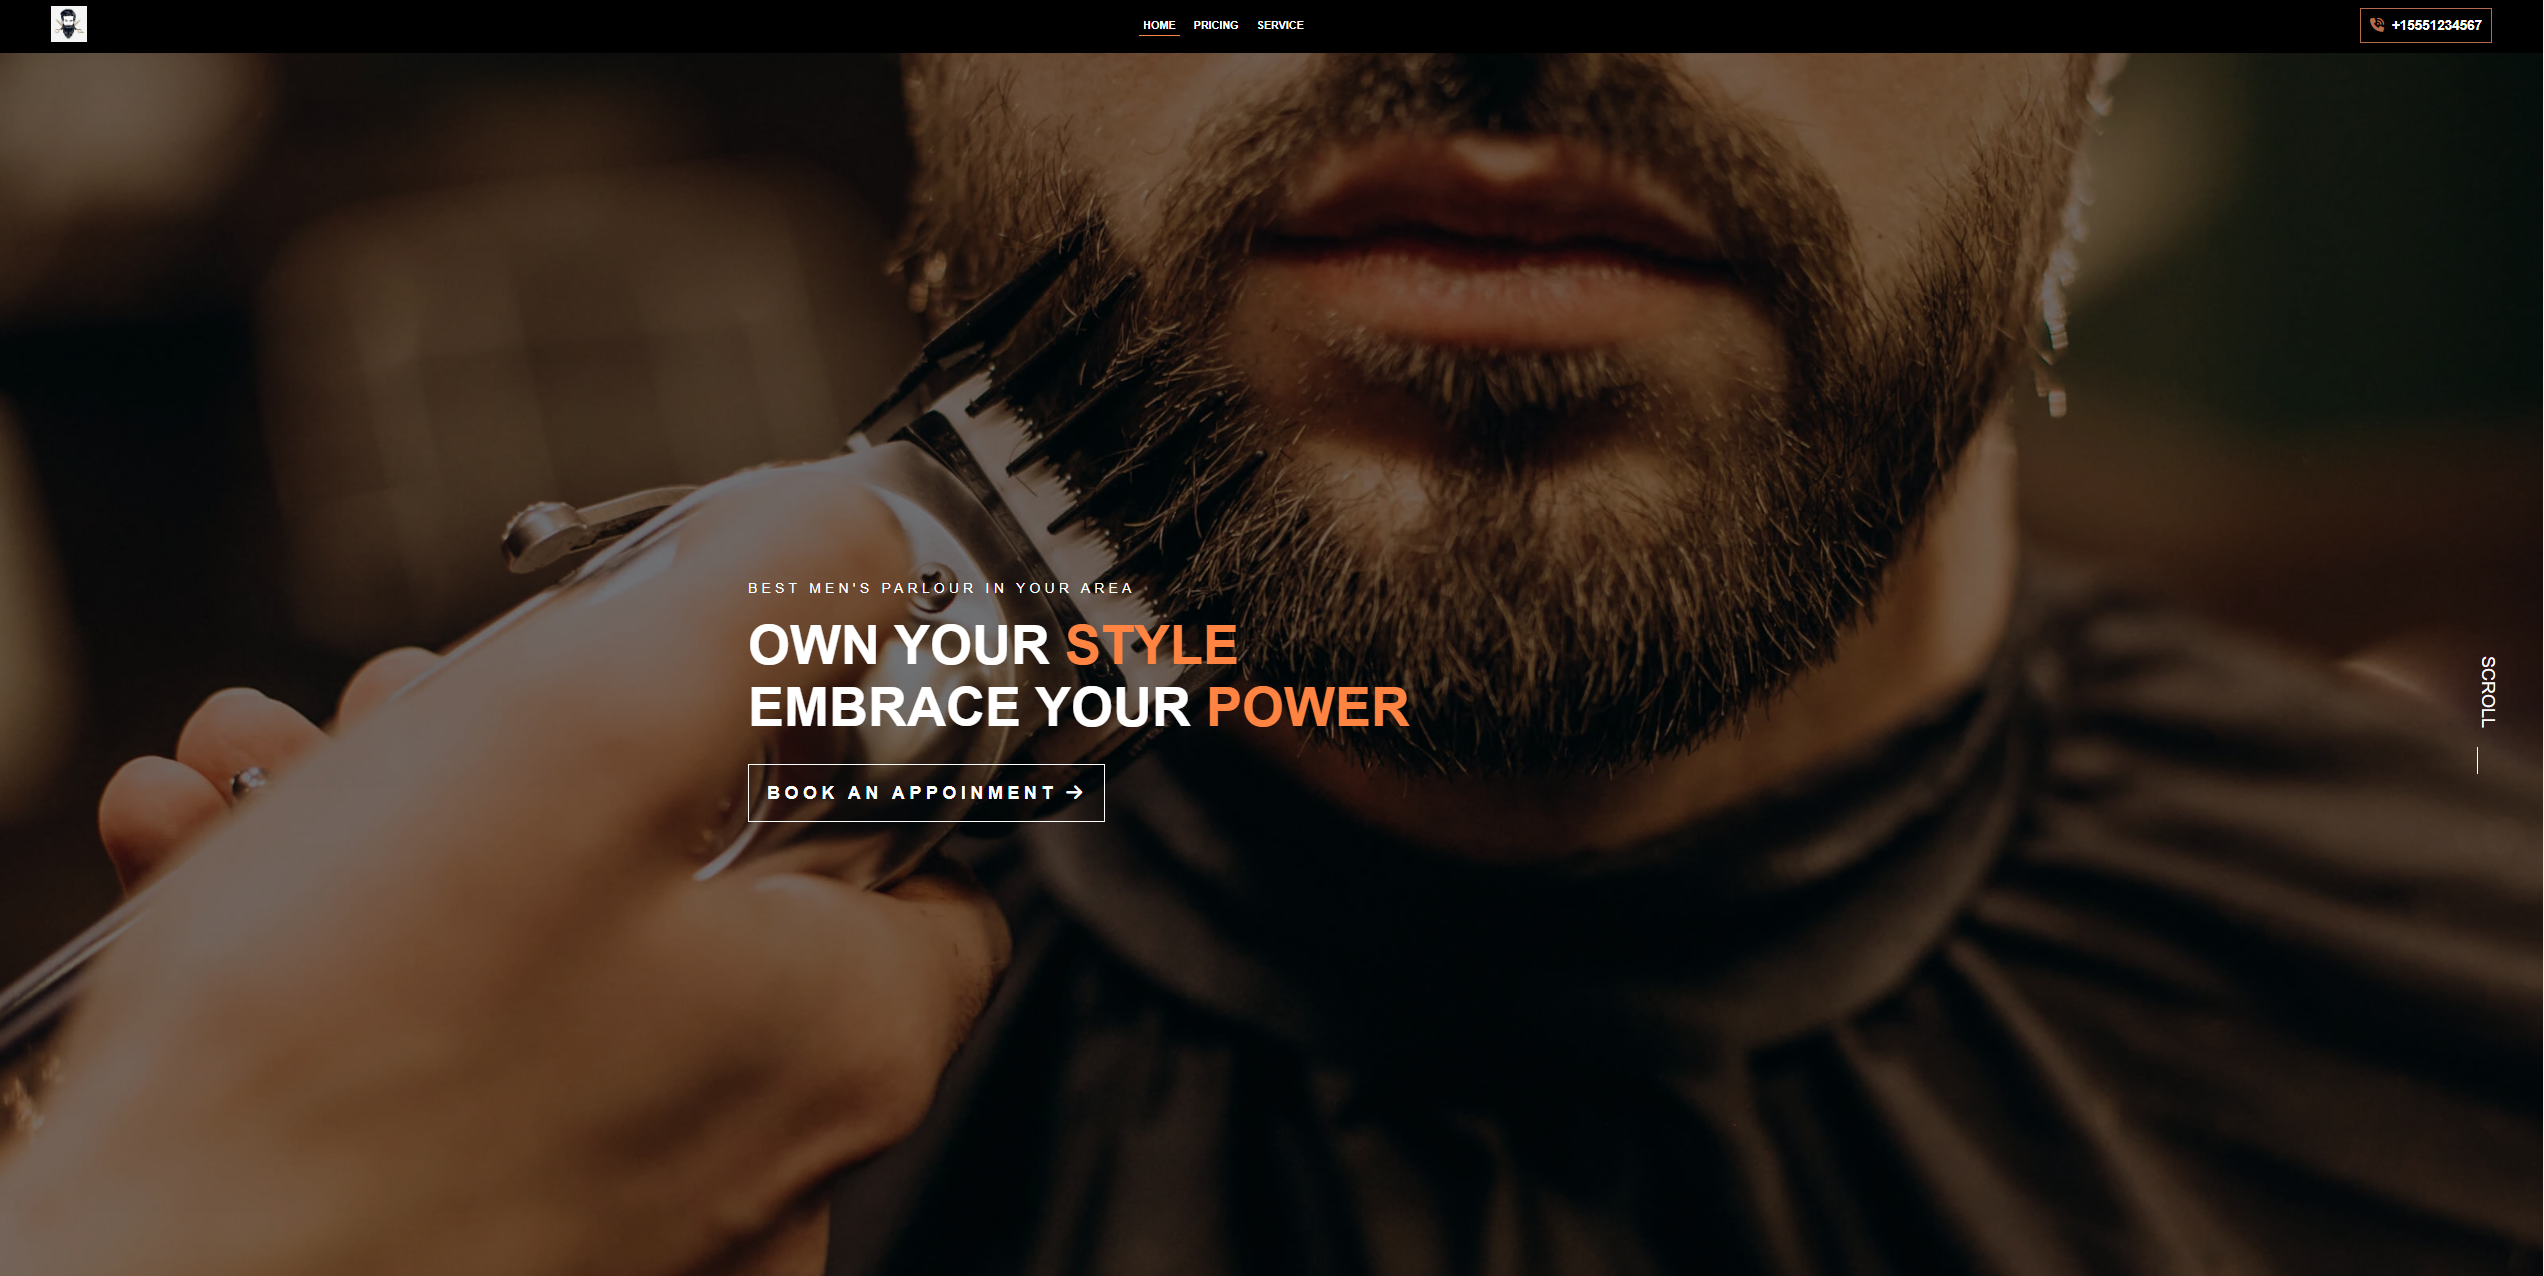 HOME PRICING SERVICE
+15551234567
BEST MEN'S PARLOUR IN YOUR AREA
OWN YOUR STYLE
EMBRACE YOUR POWER
BOOK AN APPOINMENT
SCROLL